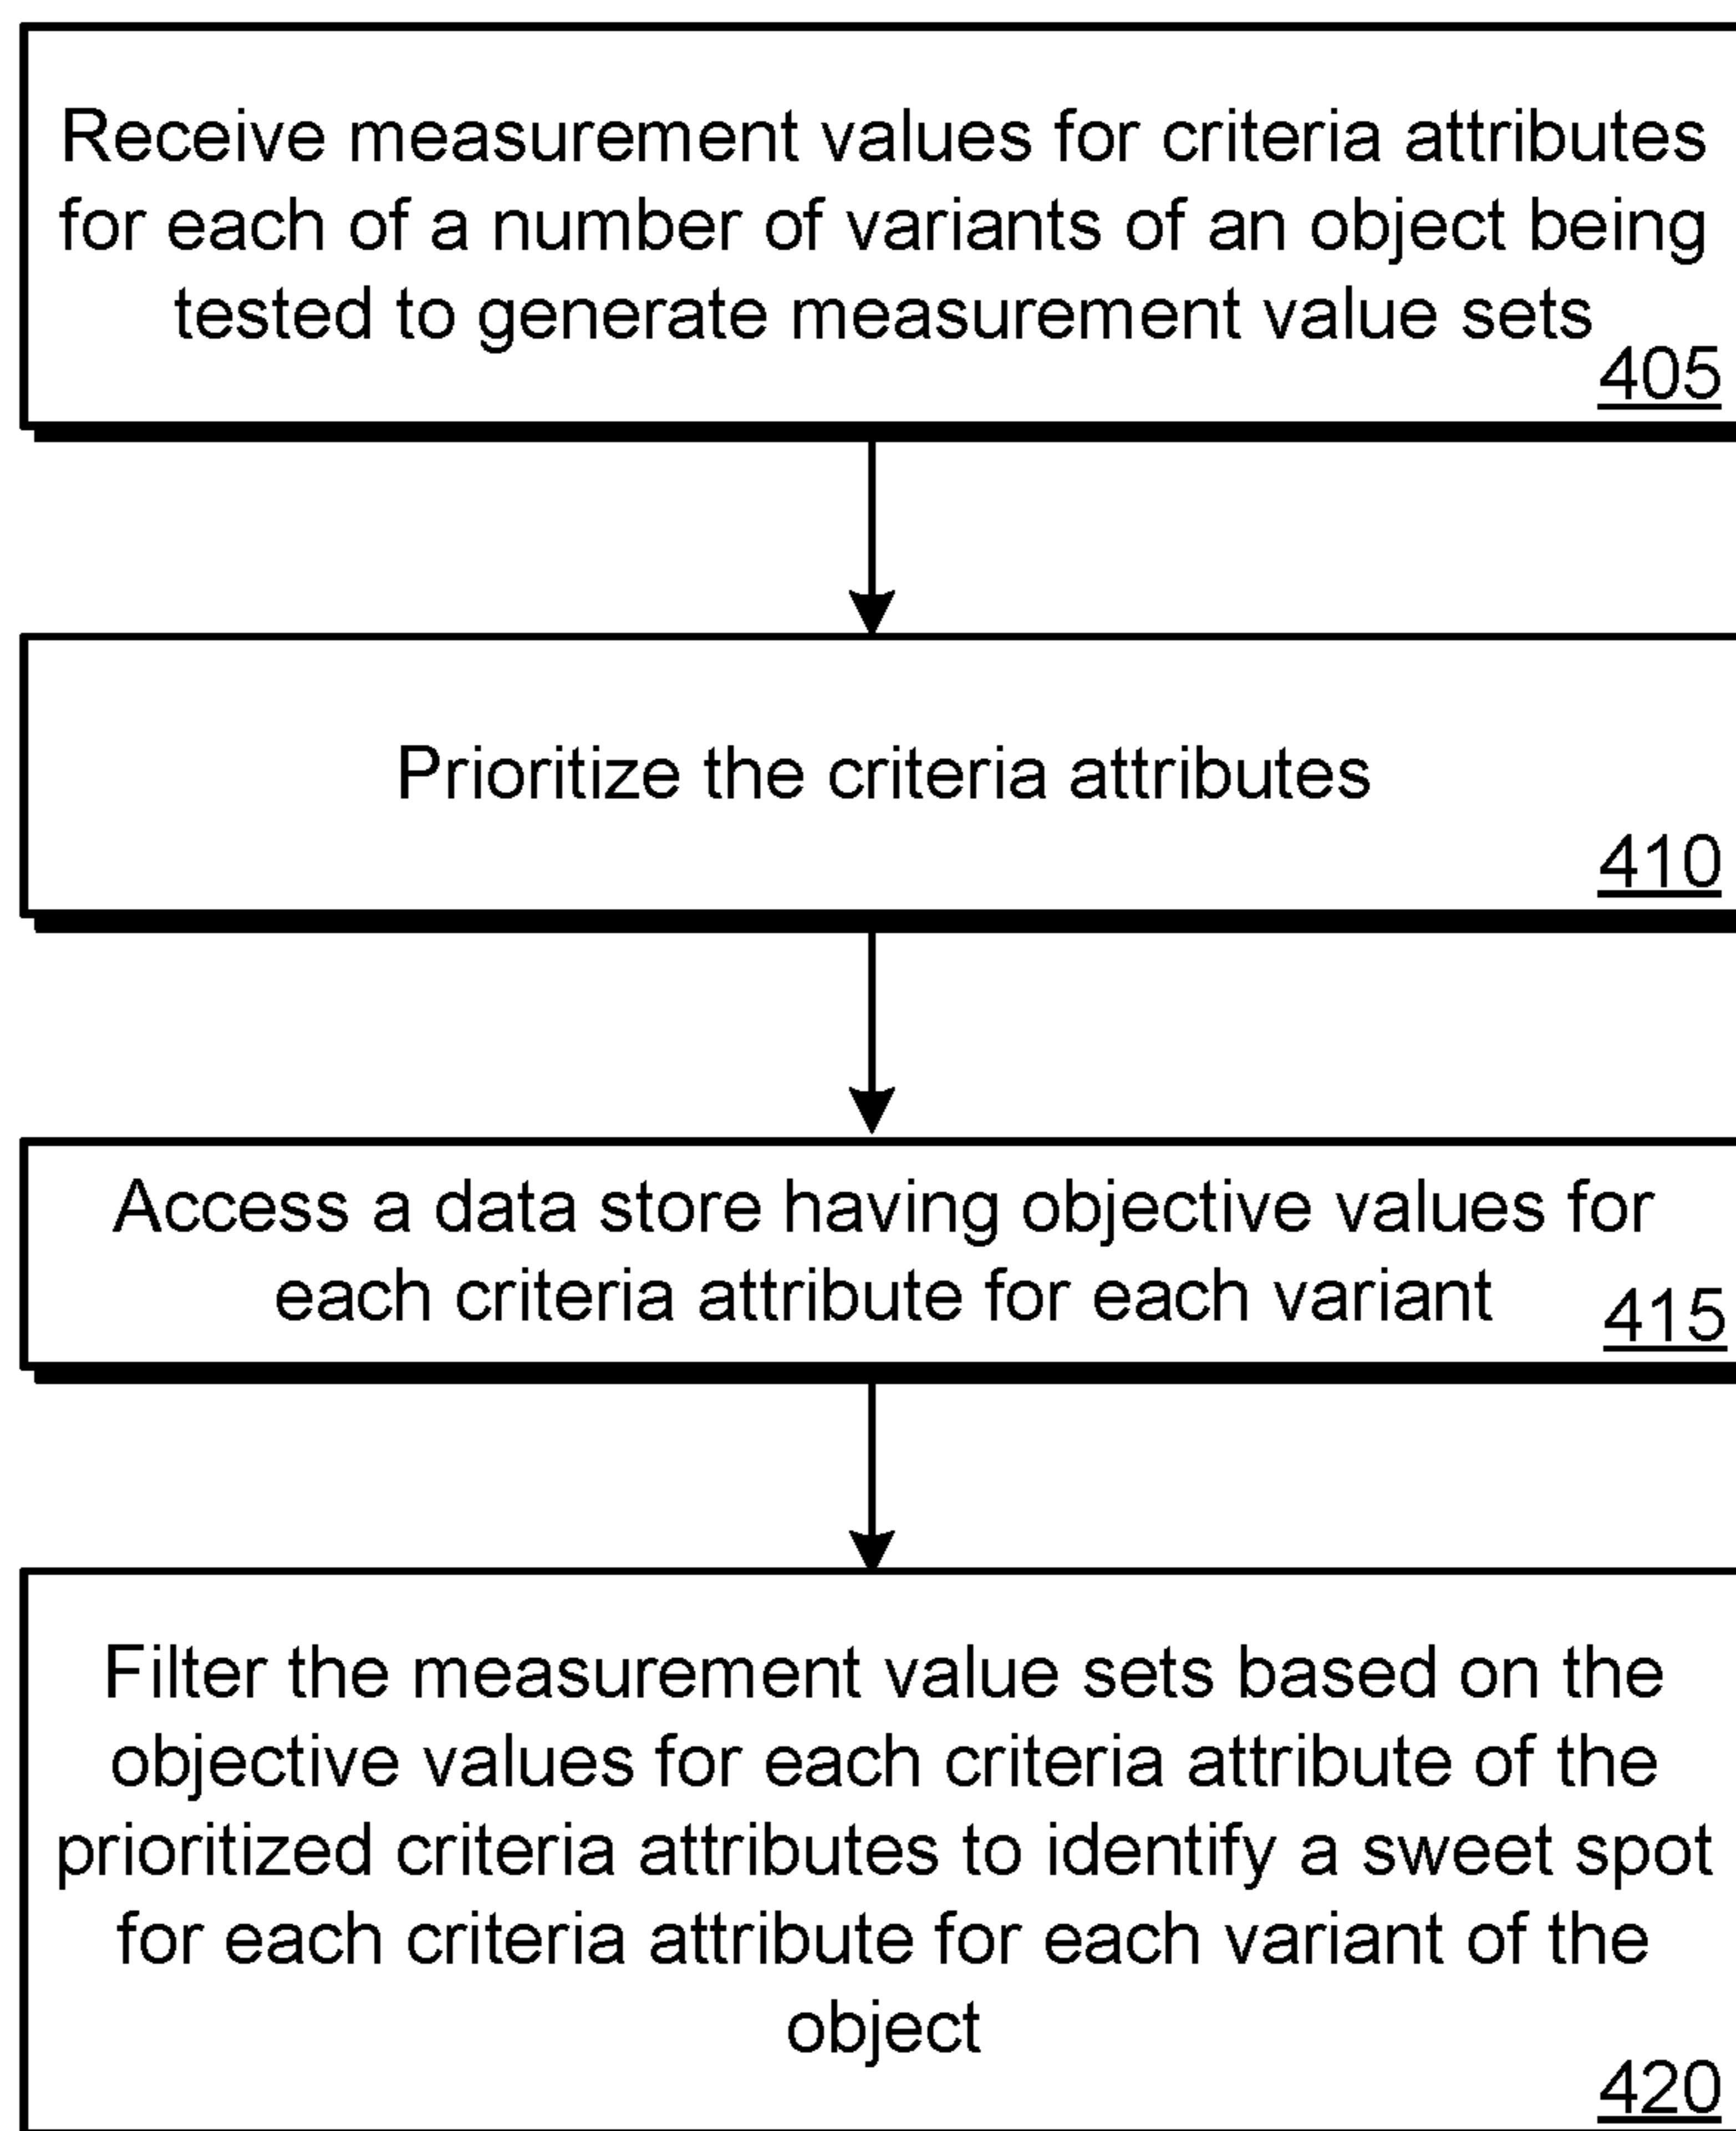 Receive measurement values for criteria attributes
for each of a number of variants of an object being
tested to generate measurement value sets
405
Prioritize the criteria attributes
410
Access a data store having objective values for
each criteria attribute for each variant
415
Filter the measurement value sets based on the
objective values for each criteria attribute of the
prioritized criteria attributes to identify a sweet spot
for each criteria attribute for each variant of the
object
420